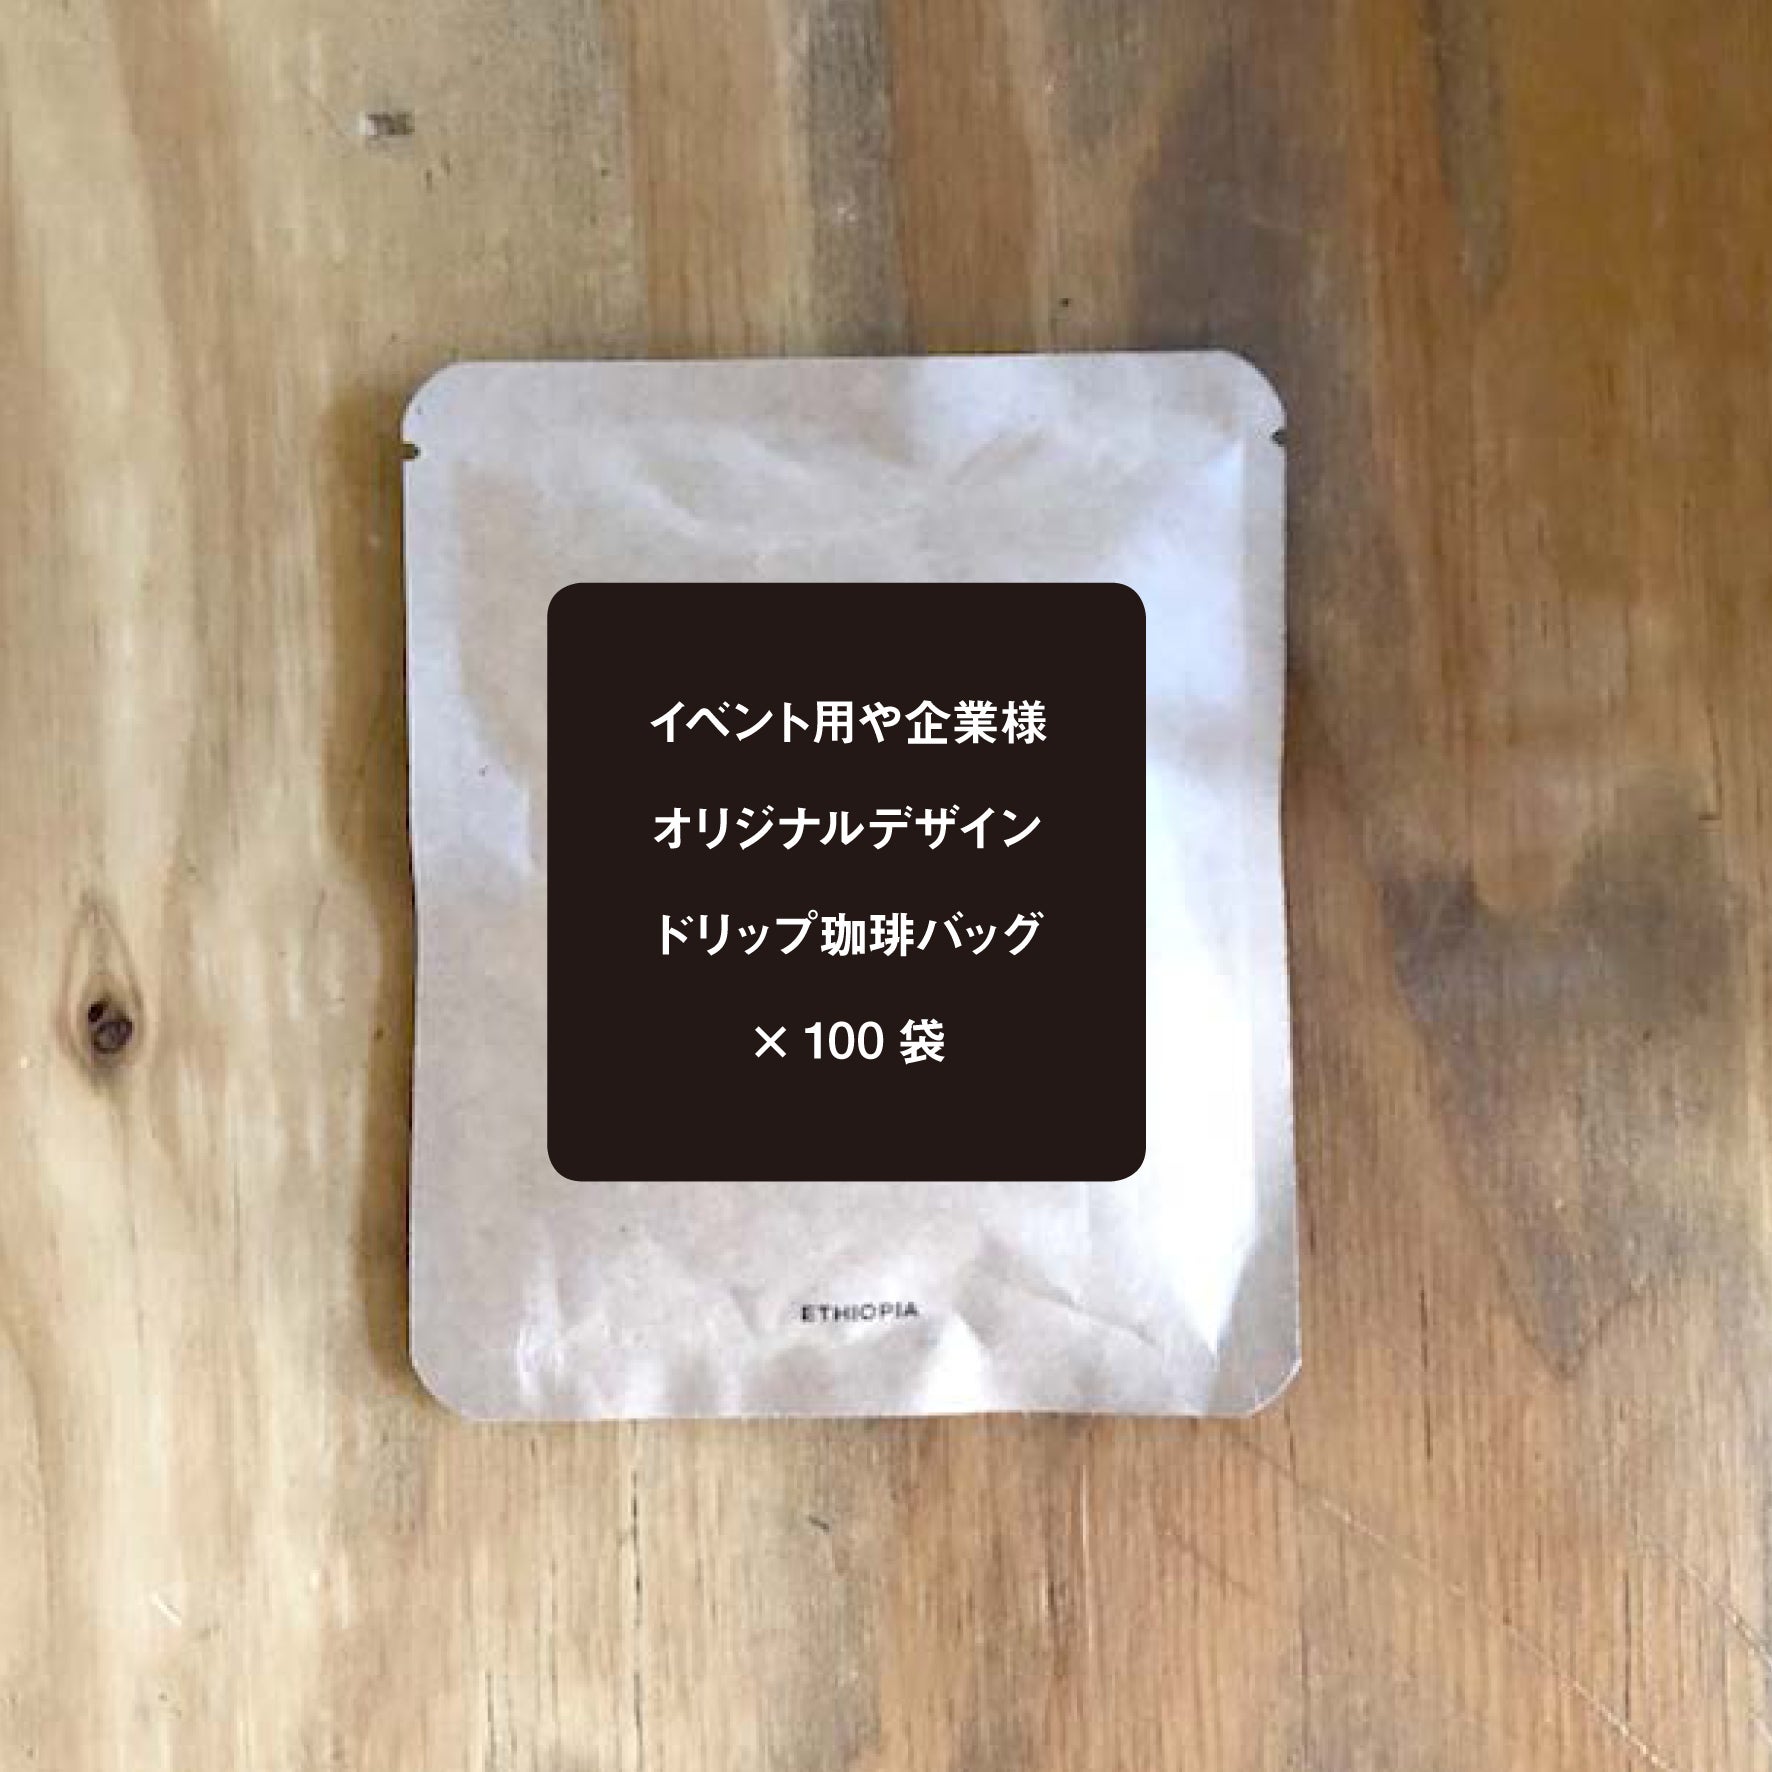 イベント用や企業様
オリジナルデザイン
ドリップ珈琲バッグ
× 100 袋
ETHIOPIA